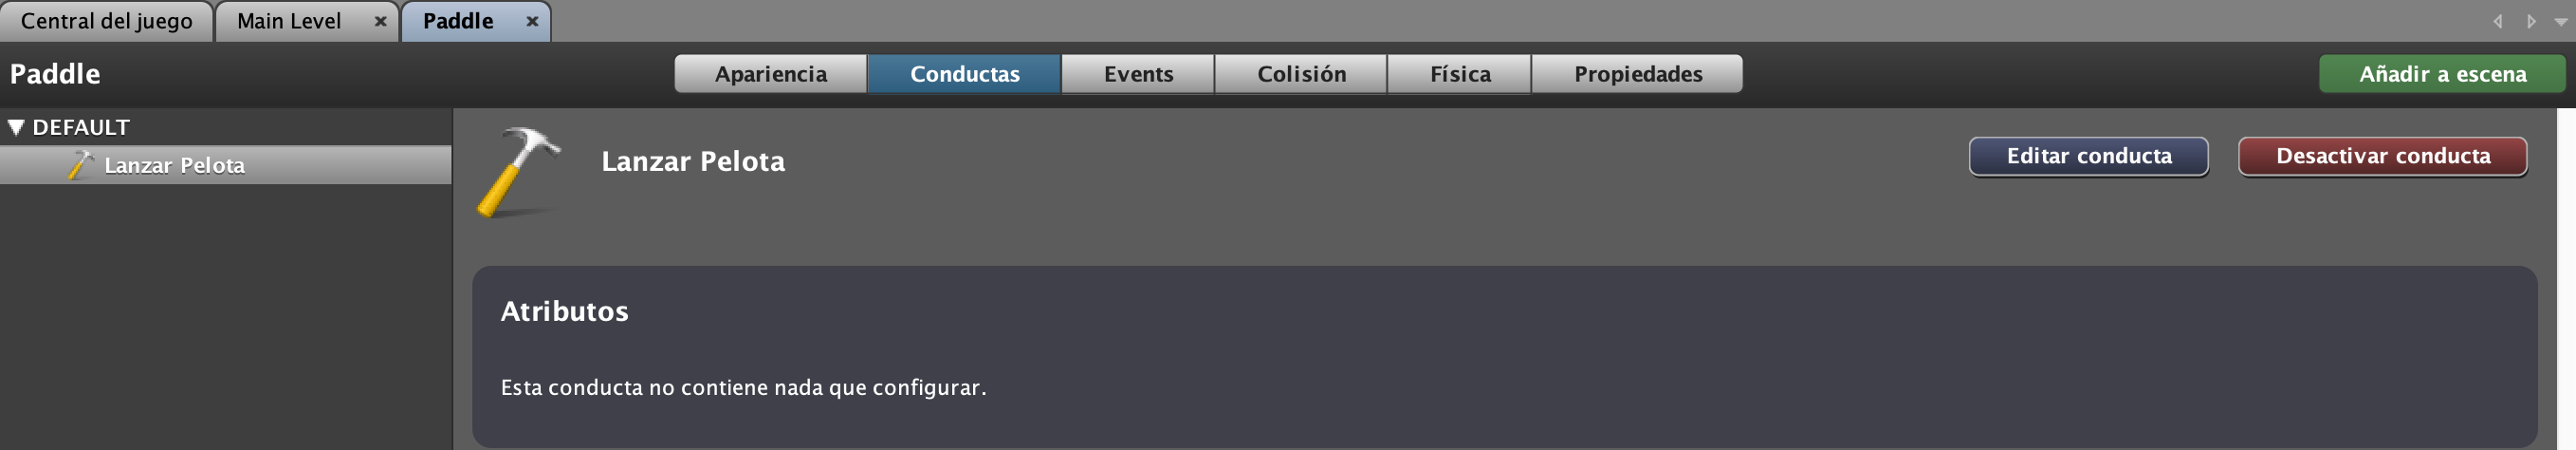 Central del juego
Main Level
Paddle
Paddle
Apariencia
Conductas
Events
Colisión
Física
Propiedades
Añadir a escena
DEFAULT
Lanzar Pelota
Lanzar Pelota
Editar conducta
Desactivar conducta
Atributos
Esta conducta no contiene nada que configurar.